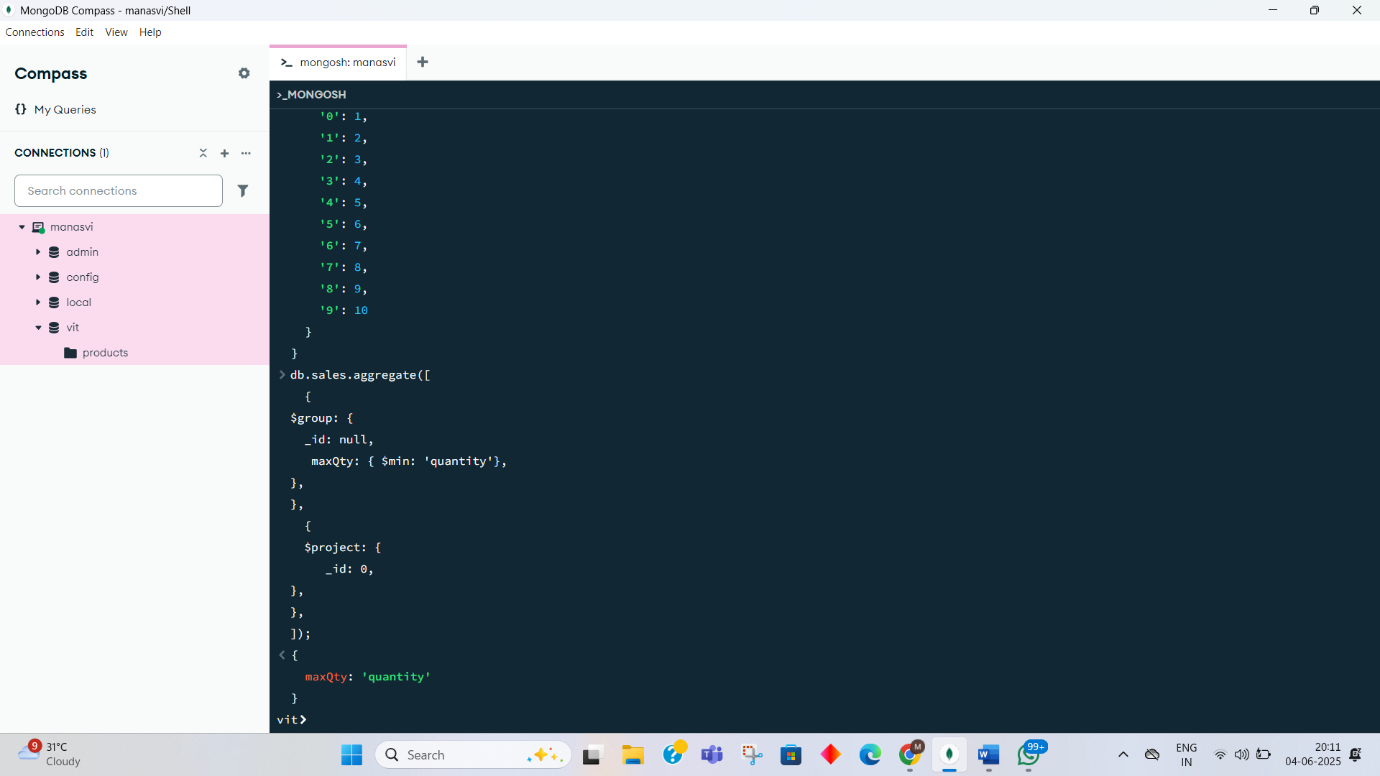 MongoDB Compass - manasvi/Shell
Connections Edit View Help
Compass
{} My Queries
CONNECTIONS (1)
Search connections
manasvi
admin
config
local
vit
products
>_ mongosh: manasvi
>_MONGOSH
'0': 1,
'1': 2,
'2': 3,
'3': 4,
'4': 5,
'5': 6,
'6': 7,
'7': 8,
'8': 9,
'9': 10
}
}
> db.sales.aggregate([
{
$group: {
_id: null,
maxQty: { $min: 'quantity'},
},
},
{
$project: {
_id: 0,
},
},
]);
< {
maxQty: 'quantity'
}
vit>
9
31°C
Cloudy
Search
M
99+
ENG
IN
20:11
04-06-2025